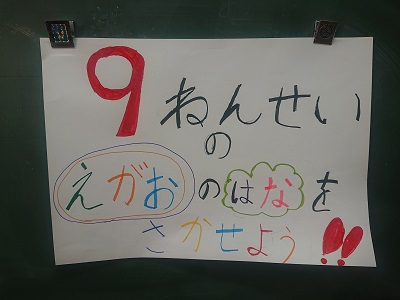 9ねんせい
の
えがおのはなを
さかせよう!!